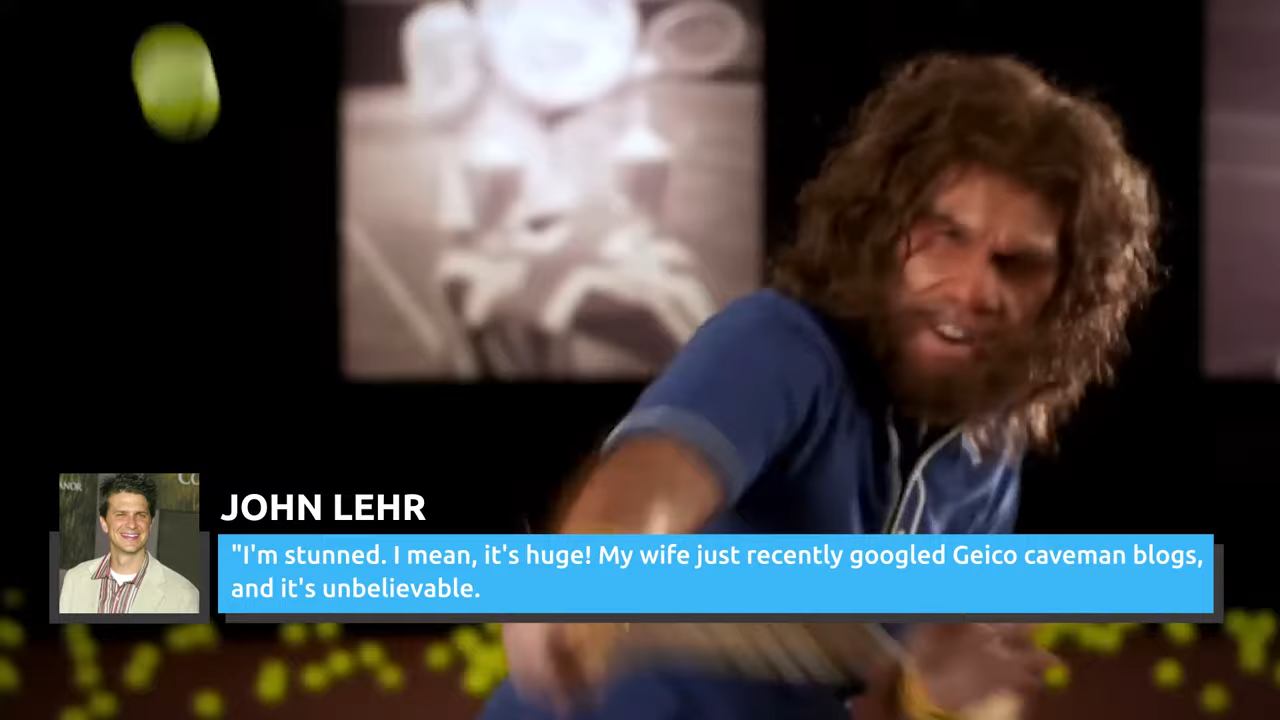 JOHN LEHR
"I'm stunned. I mean, it's huge! My wife just recently googled Geico caveman blogs,
and it's unbelievable.